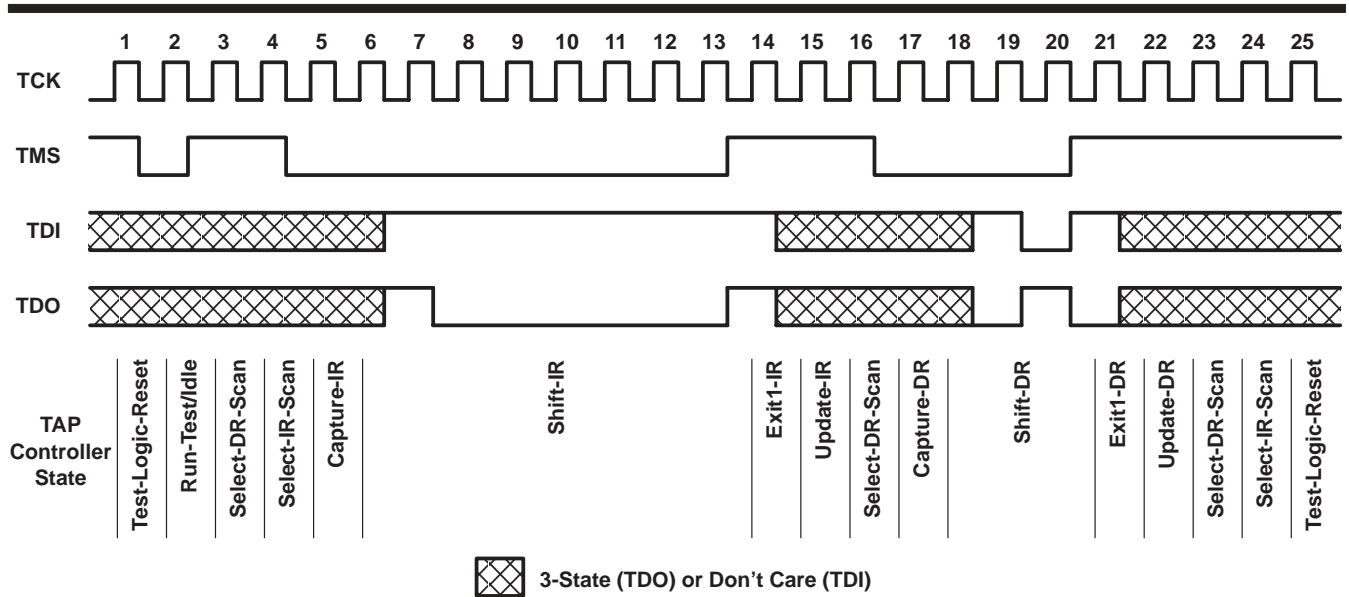 1 2 3 4 5 6 7 8 9 10 11 12 13 14 15 16 17 18 19 20 21 22 23 24 25
TCK
TMS
TDI
TDO
TAP
Controller
State
Test-Logic-Reset
Run-Test/Idle
Select-DR-Scan
Select-IR-Scan
Capture-IR
Shift-IR
Exit1-IR
Update-IR
Select-DR-Scan
Capture-DR
Shift-DR
Exit1-DR
Update-DR
Select-DR-Scan
Select-IR-Scan
Test-Logic-Reset
3-State (TDO) or Don't Care (TDI)